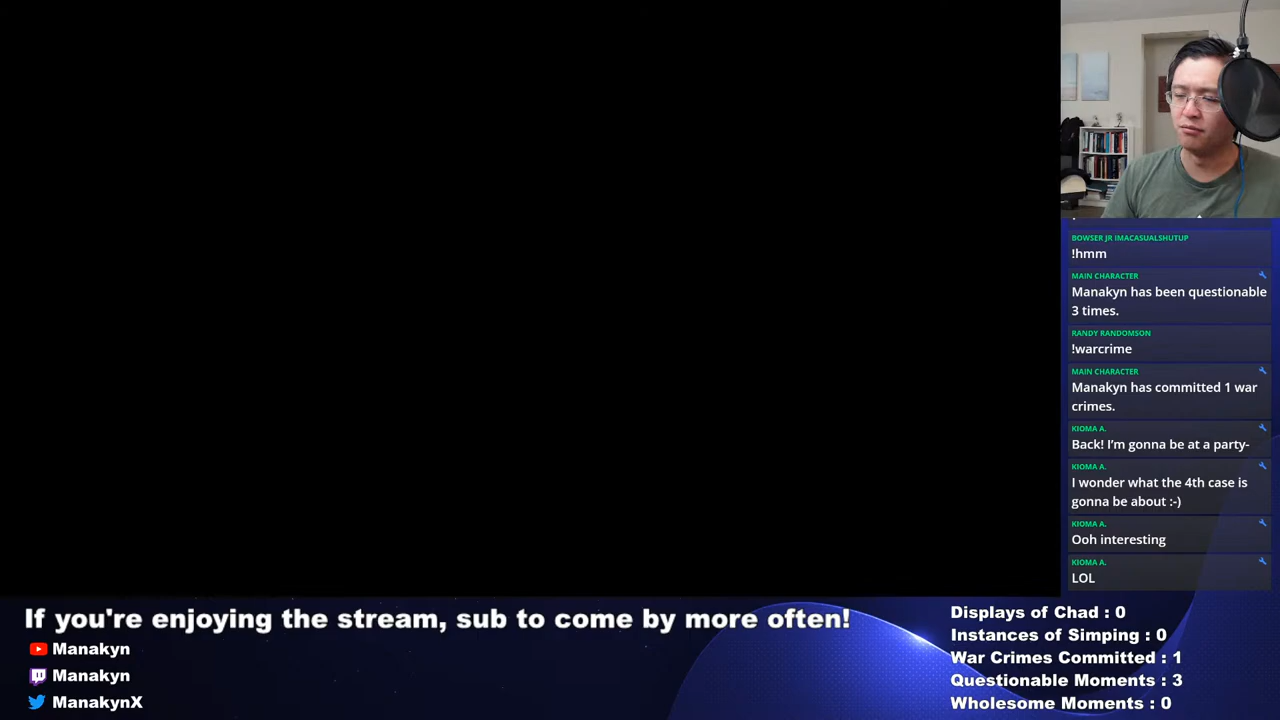 BOWSER JR IMACASUALSHUTUP
!hmm
MAIN CHARACTER
Manakyn has been questionable
3 times.
RANDY RANDOMSON
!warcrime
MAIN CHARACTER
Manakyn has committed 1 war
crimes.
KIOMA A.
Back! I’m gonna be at a party-
KIOMA A.
I wonder what the 4th case is
gonna be about :-)
KIOMA A.
Ooh interesting
KIOMA A.
LOL
If you're enjoying the stream, sub to come by more often!
Manakyn
Manakyn
ManakynX
Displays of Chad : 0
Instances of Simping : 0
War Crimes Committed : 1
Questionable Moments : 3
Wholesome Moments : 0